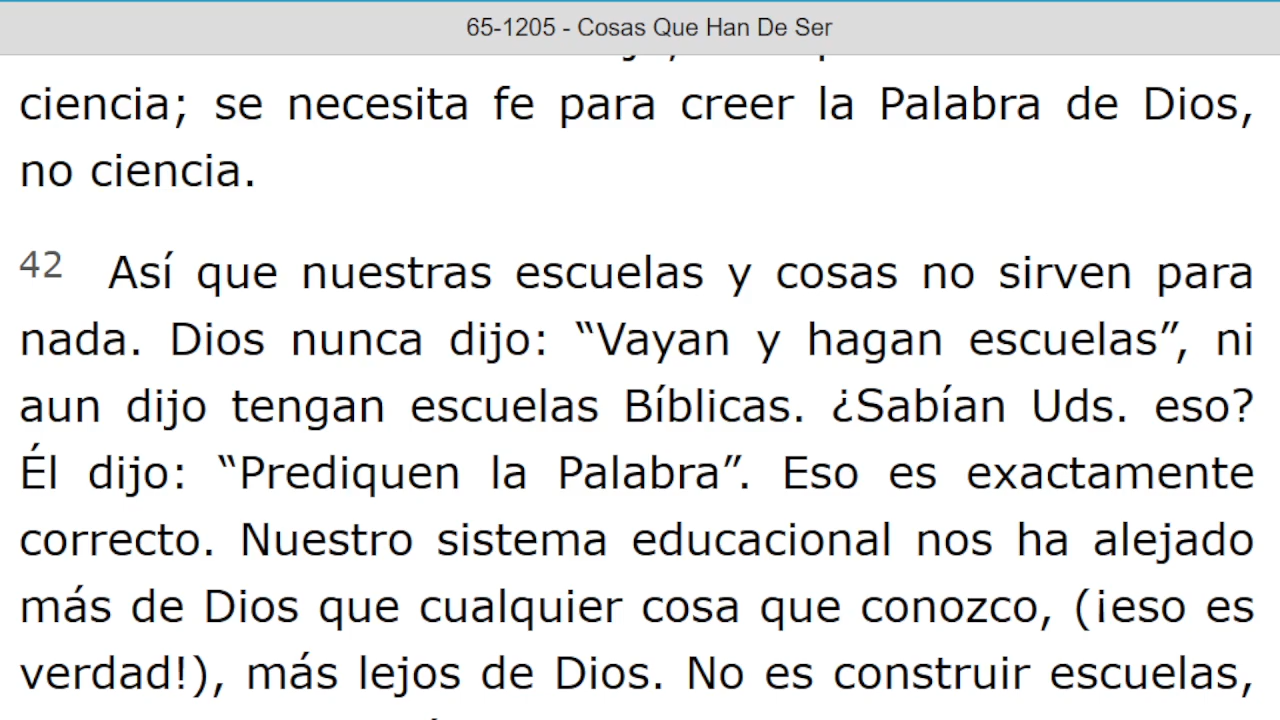 65-1205 - Cosas Que Han De Ser
ciencia; se necesita fe para creer la Palabra de Dios,
no ciencia.
42 Así que nuestras escuelas y cosas no sirven para
nada. Dios nunca dijo: “Vayan y hagan escuelas”, ni
aun dijo tengan escuelas Bíblicas. ¿Sabían Uds. eso?
Él dijo: “Prediquen la Palabra”. Eso es exactamente
correcto. Nuestro sistema educacional nos ha alejado
más de Dios que cualquier cosa que conozco, (¡eso es
verdad!), más lejos de Dios. No es construir escuelas,